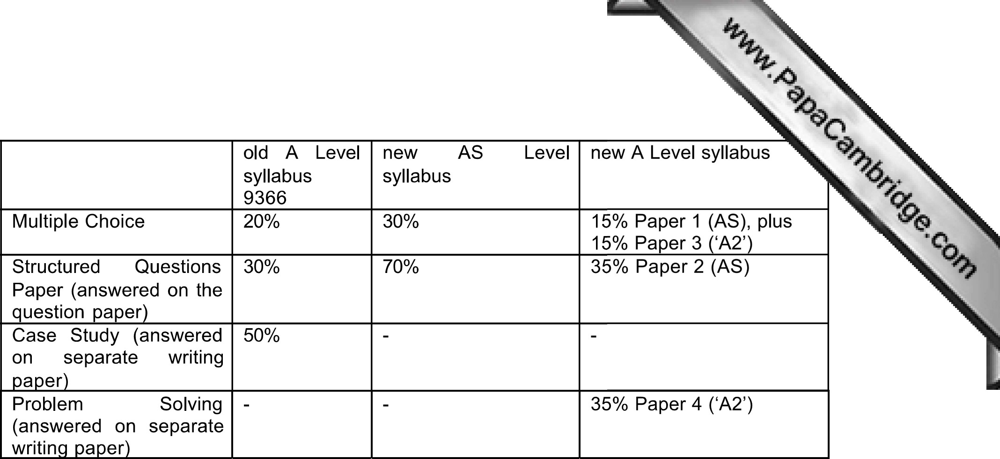 www.PapaCambridge.com
old A Level
syllabus
9366
new AS Level
syllabus
new A Level syllabus
Multiple Choice
20%
30%
15% Paper 1 (AS), plus
15% Paper 3 (‘A2’)
Structured Questions
Paper (answered on the
question paper)
30%
70%
35% Paper 2 (AS)
Case Study (answered
on separate writing
paper)
50%
-
-
Problem Solving
(answered on separate
writing paper)
-
-
35% Paper 4 (‘A2’)